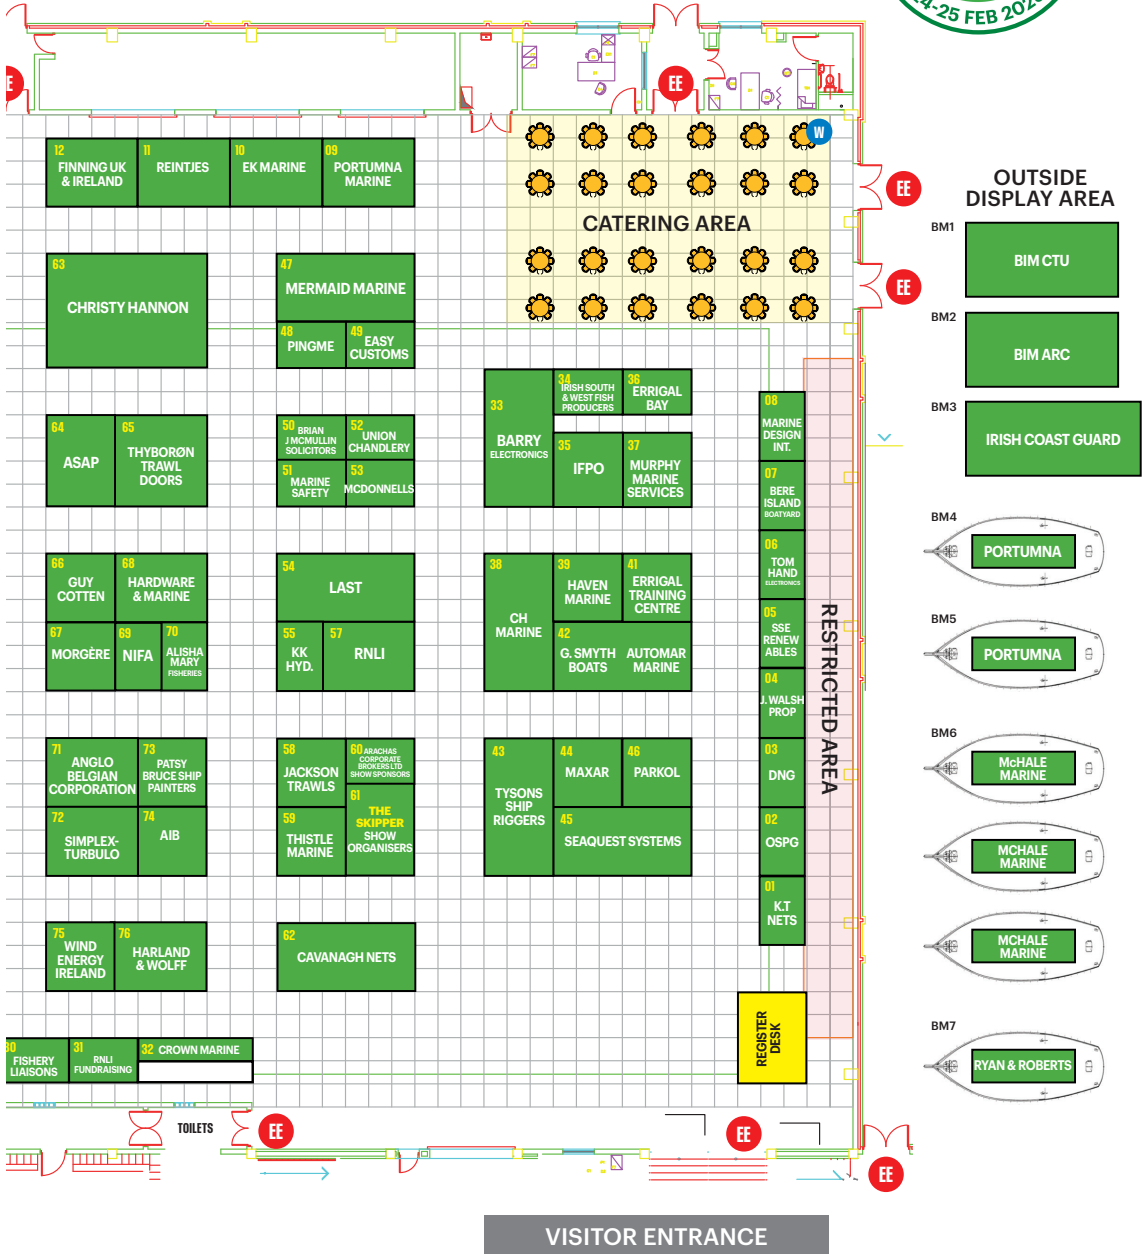 24-25 FEB 202
EE
EE
W
EE
EE
12
FINNING UK
& IRELAND
11
REINTJES
10
EK MARINE
09
PORTUMNA
MARINE
CATERING AREA
OUTSIDE
DISPLAY AREA
BM1
BIM CTU
BM2
BIM ARC
BM3
IRISH COAST GUARD
BM4
PORTUMNA
BM5
PORTUMNA
BM6
McHALE
MARINE
MCHALE
MARINE
MCHALE
MARINE
BM7
RYAN & ROBERTS
63
CHRISTY HANNON
47
MERMAID MARINE
48
PINGME
49
EASY
CUSTOMS
33
BARRY
ELECTRONICS
34
IRISH SOUTH
& WEST FISH
PRODUCERS
36
ERRIGAL
BAY
35
IFPO
37
MURPHY
MARINE
SERVICES
64
ASAP
65
THYBORØN
TRAWL
DOORS
50 BRIAN
J MCMULLIN
SOLICITORS
52
UNION
CHANDLERY
51
MARINE
SAFETY
53
MCDONNELLS
08
MARINE
DESIGN
INT.
07
BERE
ISLAND
BOATYARD
06
TOM
HAND
ELECTRONICS
05
SSE
RENEW
ABLES
04
J.WALSH
PROP
03
DNG
02
OSPG
01
K.T
NETS
RESTRICTED AREA
66
GUY
COTTEN
68
HARDWARE
& MARINE
67
MORGÈRE
69
NIFA
70
ALISHA
MARY
FISHERIES
54
LAST
55
KK
HYD.
57
RNLI
38
CH
MARINE
39
HAVEN
MARINE
41
ERRIGAL
TRAINING
CENTRE
42
G. SMYTH
BOATS
AUTOMAR
MARINE
71
ANGLO
BELGIAN
CORPORATION
73
PATSY
BRUCE SHIP
PAINTERS
72
SIMPLEX-
TURBULO
74
AIB
58
JACKSON
TRAWLS
60 ARACHAS
CORPORATE
BROKERS LTD
SHOW SPONSORS
59
THISTLE
MARINE
61
THE
SKIPPER
SHOW
ORGANISERS
43
TYSONS
SHIP
RIGGERS
44
MAXAR
46
PARKOL
45
SEAQUEST SYSTEMS
75
WIND
ENERGY
IRELAND
76
HARLAND
& WOLFF
62
CAVANAGH NETS
REGISTER
DESK
30
FISHERY
LIAISONS
31
RNLI
FUNDRAISING
32 CROWN MARINE
TOILETS
EE
EE
EE
VISITOR ENTRANCE